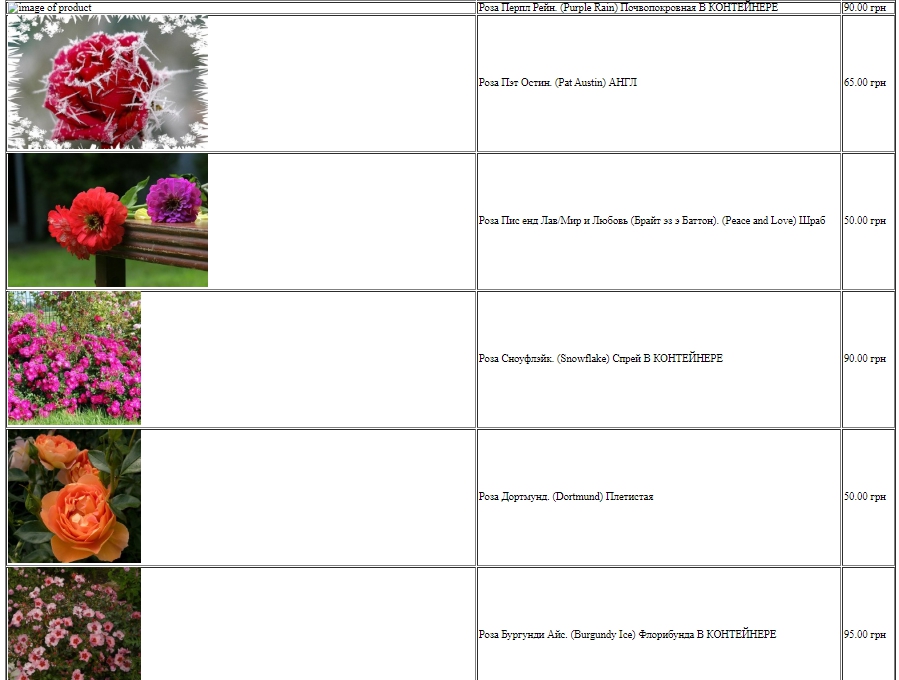 image of product Роза Перпл Рейн. (Purple Rain) Почвопокровная В КОНТЕЙНЕРЕ 90.00 грн
Роза Пэт Остин. (Pat Austin) АНГЛ 65.00 грн
Роза Пис енд Лав/Мир и Любовь (Брайт эз э Баттон). (Peace and Love) Шраб 50.00 грн
Роза Сноуфлэйк. (Snowflake) Спрей В КОНТЕЙНЕРЕ 90.00 грн
Роза Дортмунд. (Dortmund) Плетистая 50.00 грн
Роза Бургунди Айс. (Burgundy Ice) Флорибунда В КОНТЕЙНЕРЕ 95.00 грн